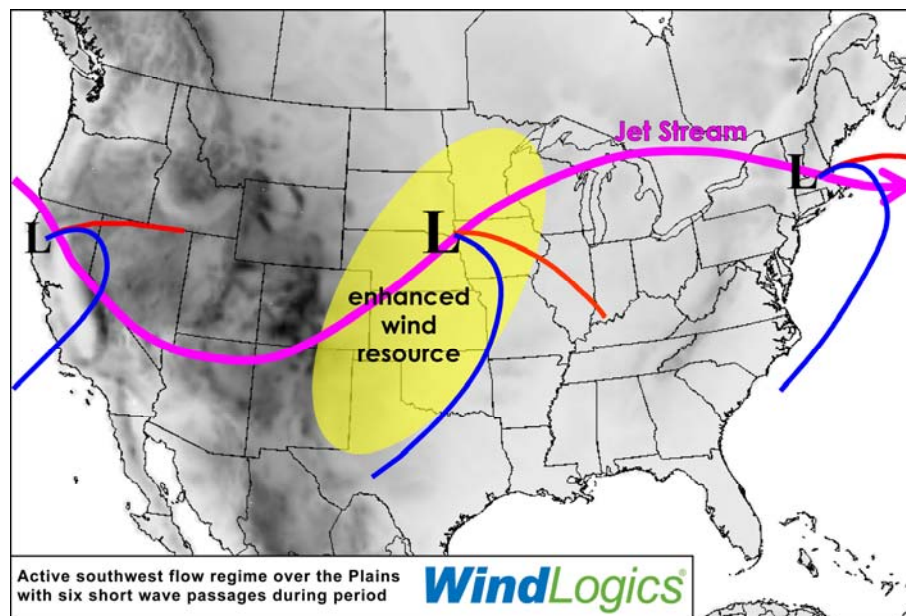 Jet Stream
L
L
L
enhanced
wind
resource
Active southwest flow regime over the Plains
with six short wave passages during period
WindLogics®